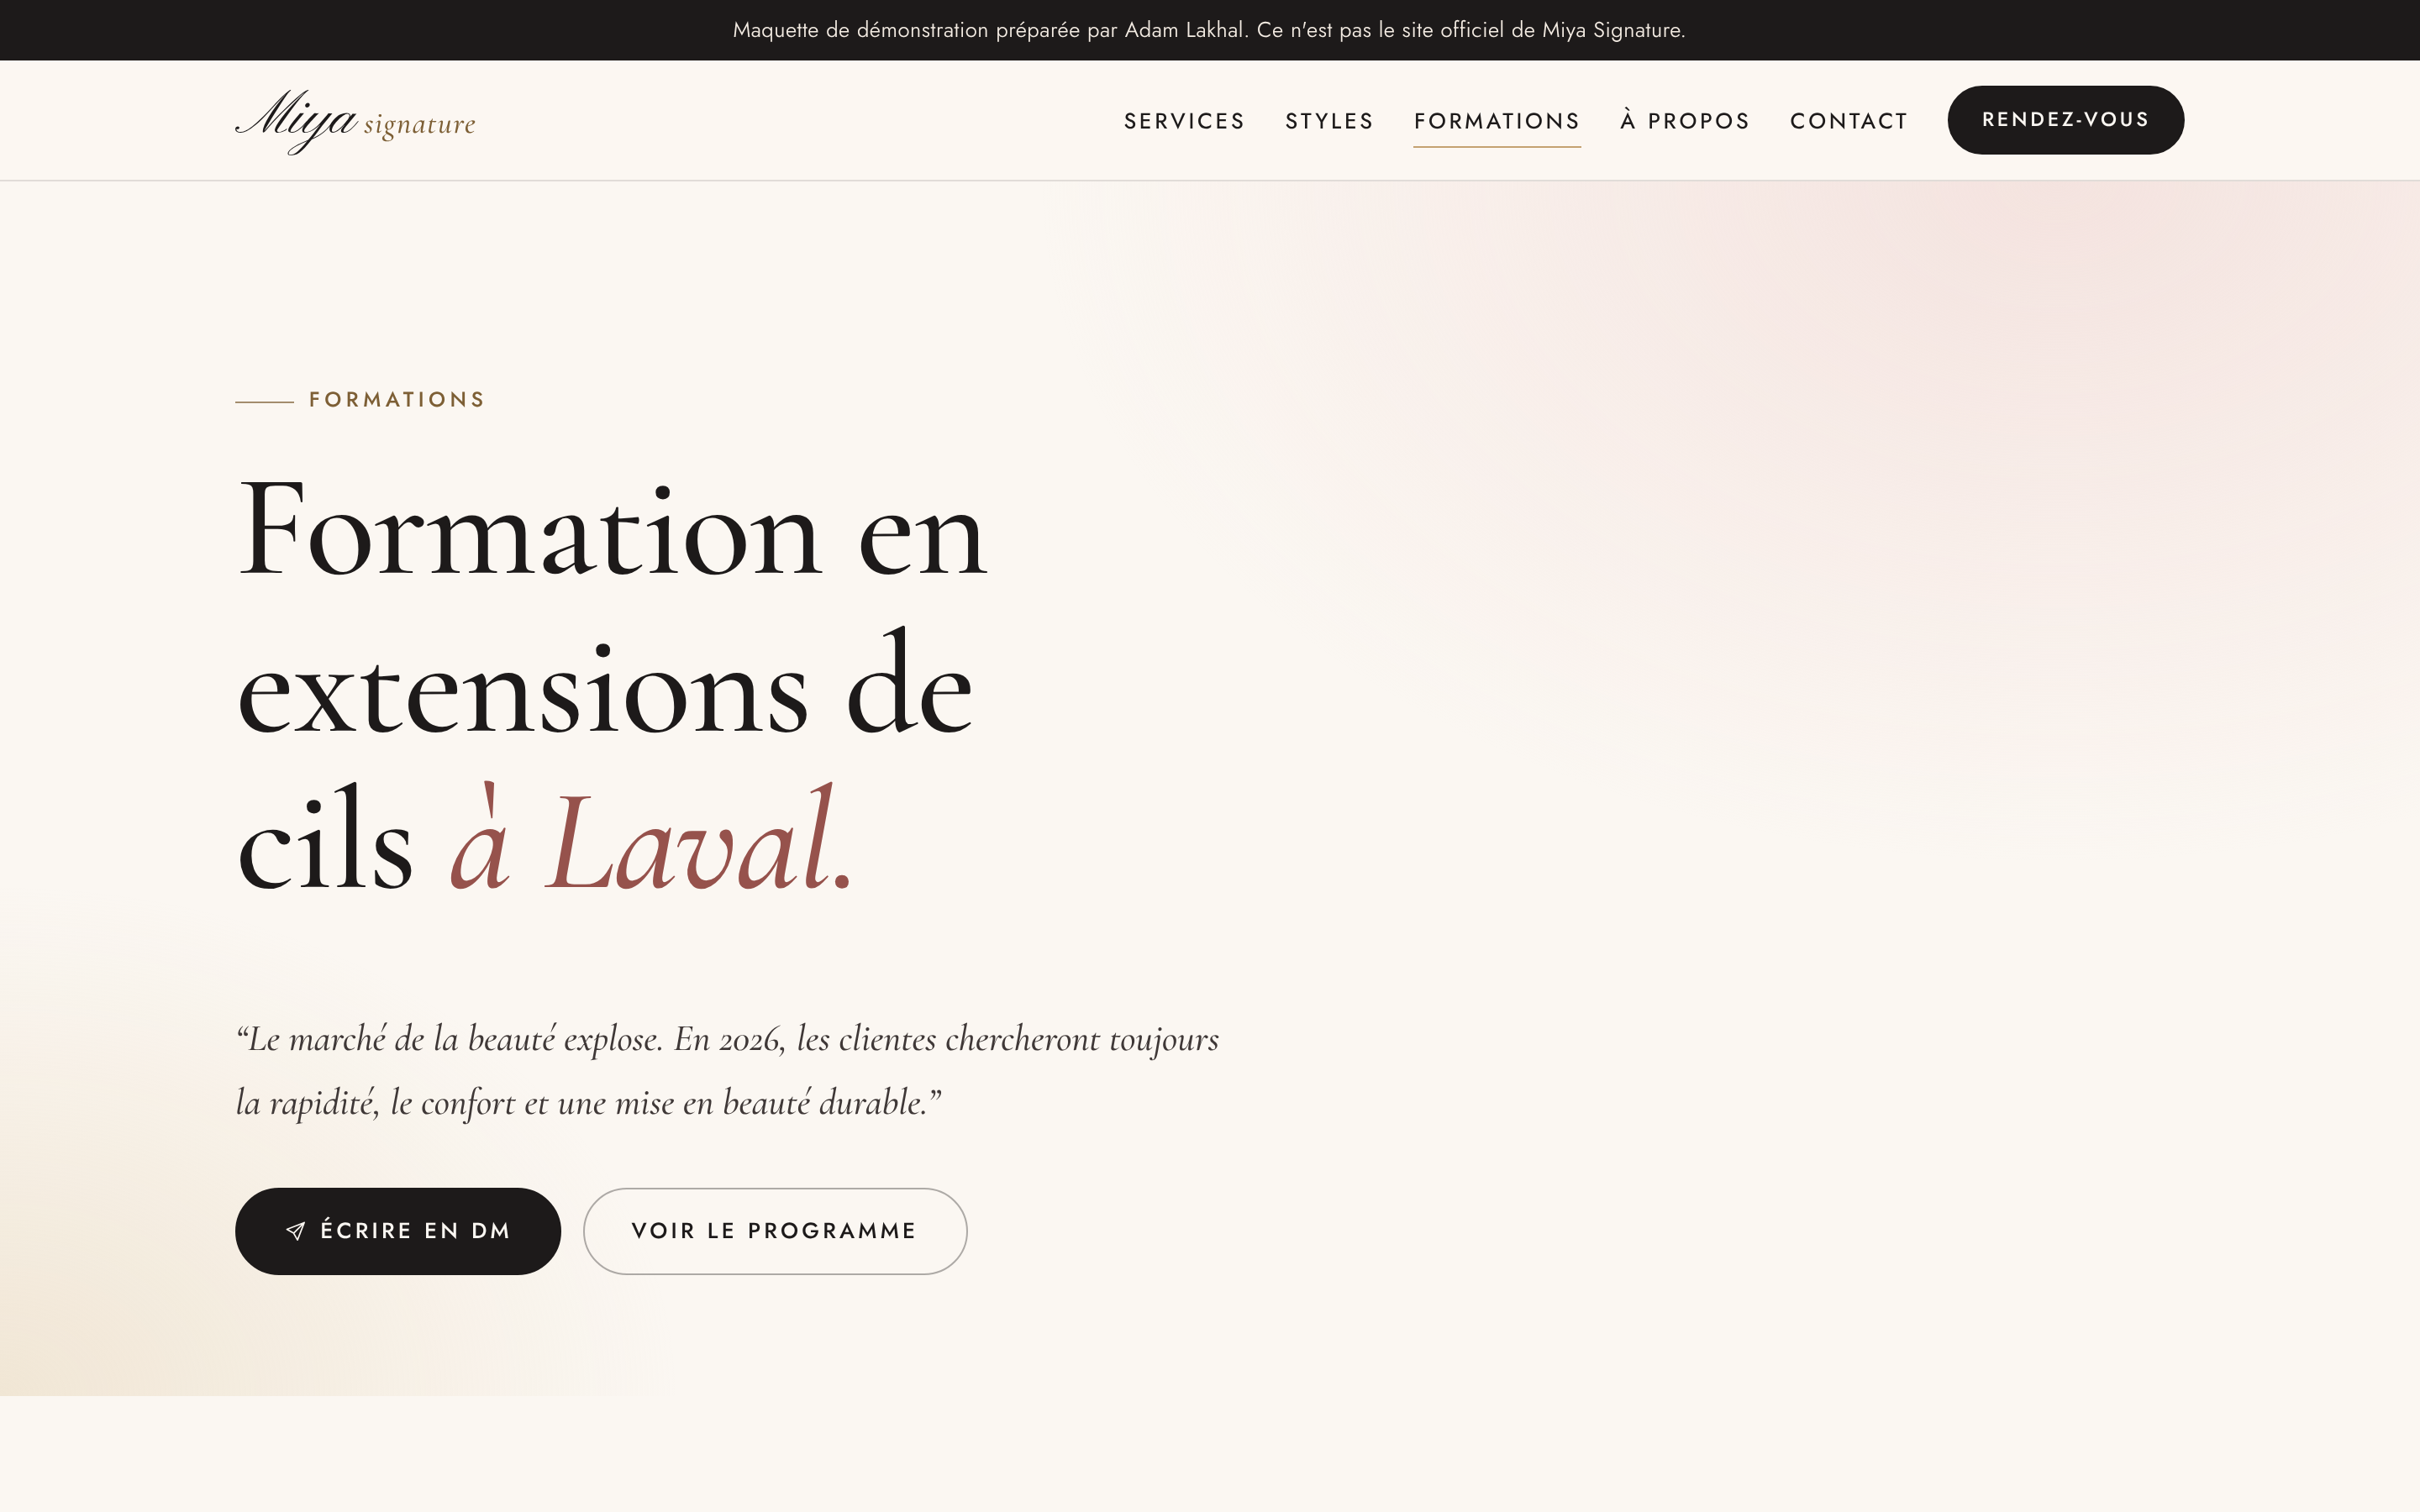 Maquette de démonstration préparée par Adam Lakhal. Ce n'est pas le site officiel de Miya Signature.
Miya signature
SERVICES
STYLES
FORMATIONS
À PROPOS
CONTACT
RENDEZ-VOUS
FORMATIONS
Formation en
extensions de
cils à Laval.
“Le marché de la beauté explose. En 2026, les clientes chercheront toujours
la rapidité, le confort et une mise en beauté durable.”
ÉCRIRE EN DM
VOIR LE PROGRAMME